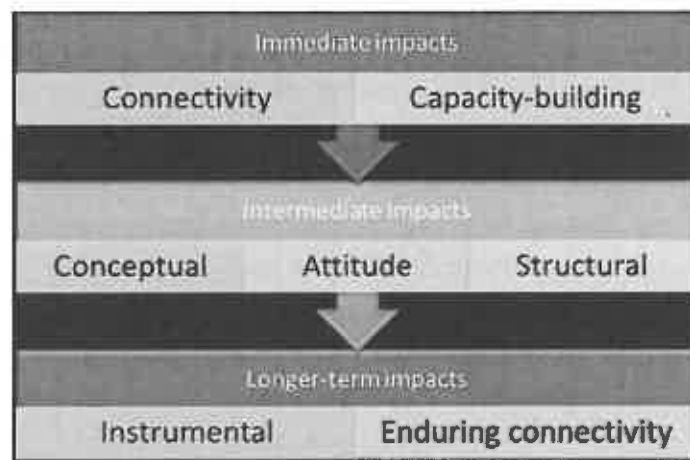 Immediate impacts
Connectivity Capacity-building
Intermediate impacts
Conceptual Attitude Structural
Longer-term impacts
Instrumental Enduring connectivity